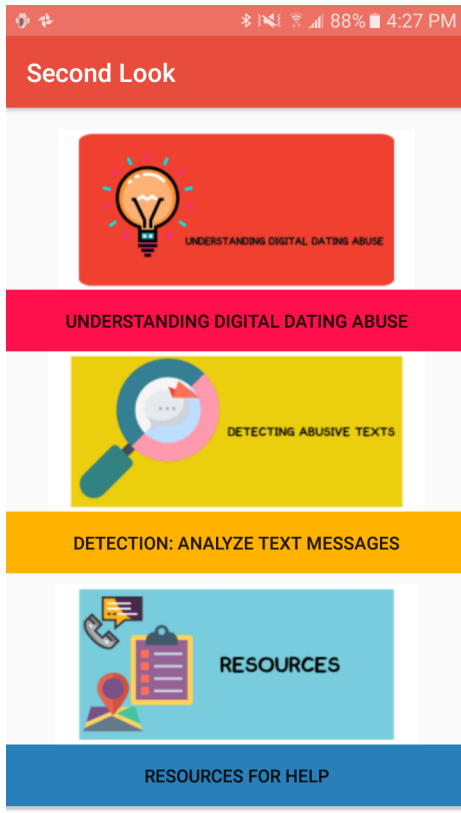 88% 4:27 PM
Second Look
UNDERSTANDING DIGITAL DATING ABUSE
UNDERSTANDING DIGITAL DATING ABUSE
DETECTING ABUSIVE TEXTS
DETECTION: ANALYZE TEXT MESSAGES
RESOURCES
RESOURCES FOR HELP